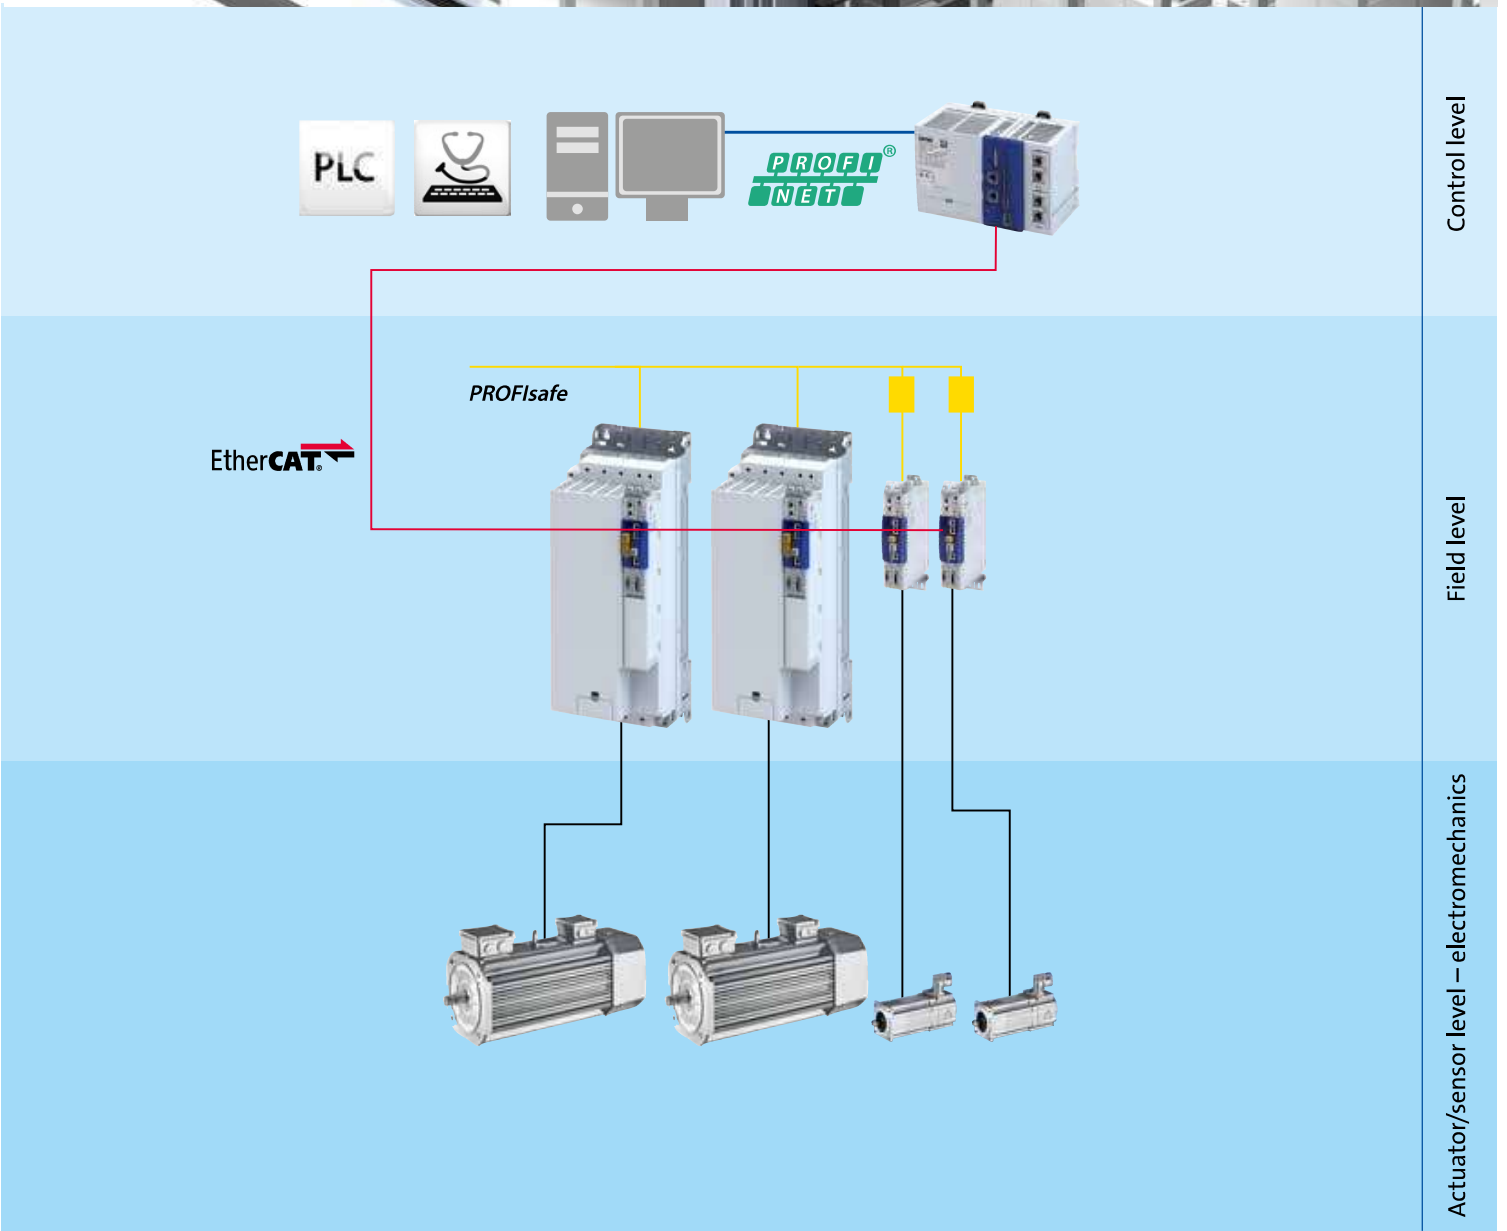 PLC
PROFI®
NET
Control level
PROFIsafe
EtherCAT®
Field level
Actuator/sensor level – electromechanics